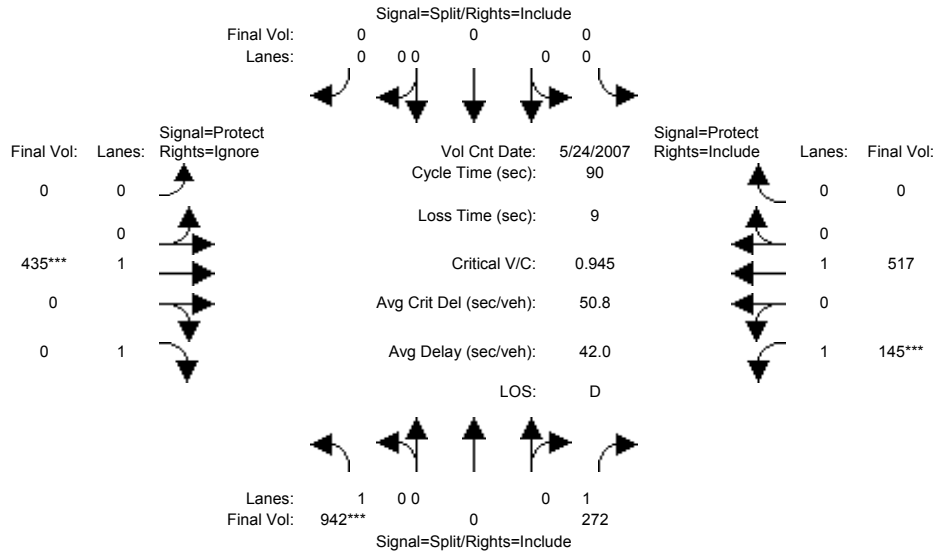 Signal=Split/Rights=Include
Final Vol: 0 0 0
Lanes: 0 0 0 0 0
Signal=Protect
Final Vol: Lanes: Rights=Ignore
Vol Cnt Date: 5/24/2007
Signal=Protect
Rights=Include Lanes: Final Vol:
Cycle Time (sec): 90
0 0
0 0
Loss Time (sec): 9
0
0
435*** 1
Critical V/C: 0.945
1 517
0
Avg Crit Del (sec/veh): 50.8
0
0 1
Avg Delay (sec/veh): 42.0
1 145***
LOS: D
Lanes: 1 0 0 0 1
Final Vol: 942*** 0 272
Signal=Split/Rights=Include